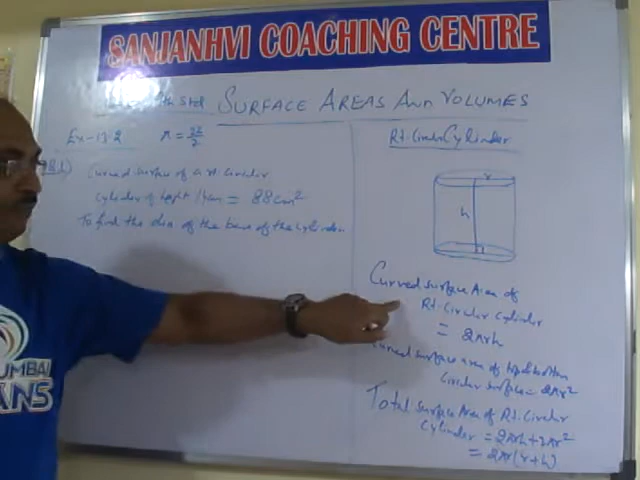 SANJANHVI COACHING CENTRE
th Std SURFACE AREAS AND VOLUMES
Ex-13.2 π = 22/7
Curved surface of a rt. circular
cylinder of height 14cm = 88cm²
To find the dia. of the base of the cylinder.
Rt. Circular Cylinder
r
h
Curved surface Area of
Rt. Circular Cylinder
= 2πrh
Curved surface area of top & bottom
Circular surface = 2πr²
Total surface Area of Rt. Circular
Cylinder = 2πrh + 2πr²
= 2πr(r+h)
MUMBAI